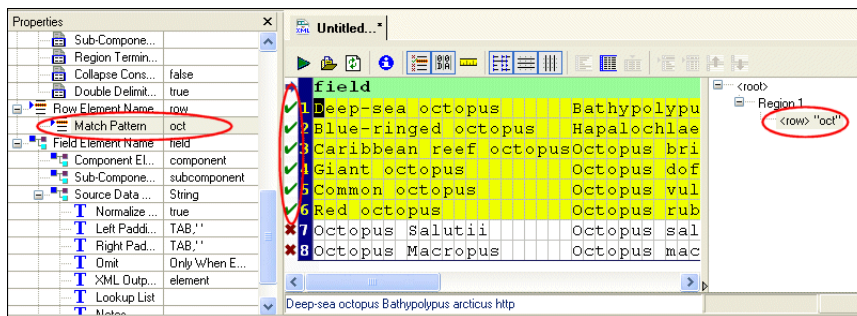 Properties
Sub-Compone...
Region Termin...
Collapse Cons... false
Double Delimit... true
Row Element Name row
Match Pattern oct
Field Element Name field
Component El... component
Sub-Compone... subcomponent
Source Data ... String
Normalize ... true
Left Paddi... TAB,' '
Right Pad... TAB,' '
Omit Only When E...
XML Outp... element
Lookup List
Notes
XML Untitled...*
field
1 Deep-sea octopus Bathypolypu
2 Blue-ringed octopus Hapalochlae
3 Caribbean reef octopusOctopus bri
4 Giant octopus Octopus dof
5 Common octopus Octopus vul
6 Red octopus Octopus rub
7 Octopus Salutii Octopus sal
8 Octopus Macropus Octopus mac
Deep-sea octopus Bathypolypus arcticus http
<root>
Region 1
<row> "oct"